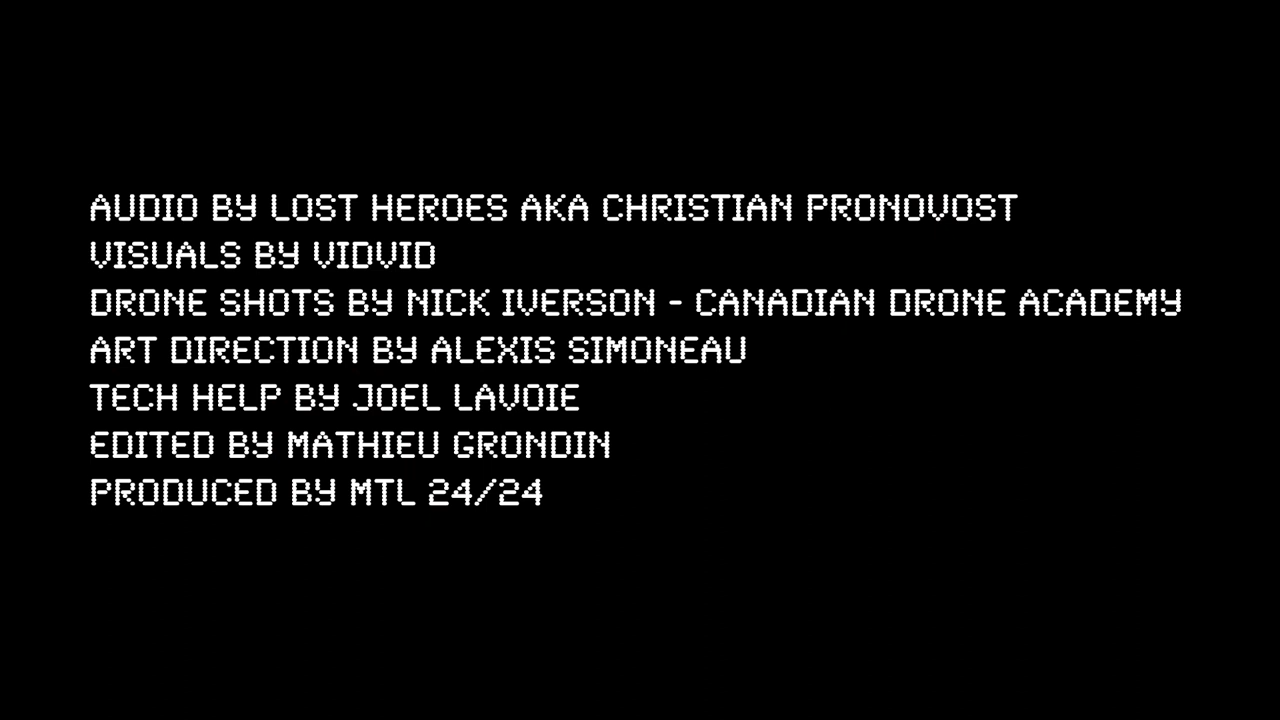 AUDIO BY LOST HEROES AKA CHRISTIAN PRONOVOST
VISUALS BY VIDVID
DRONE SHOTS BY NICK IVERSON - CANADIAN DRONE ACADEMY
ART DIRECTION BY ALEXIS SIMONEAU
TECH HELP BY JOEL LAVOIE
EDITED BY MATHIEU GRONDIN
PRODUCED BY MTL 24/24